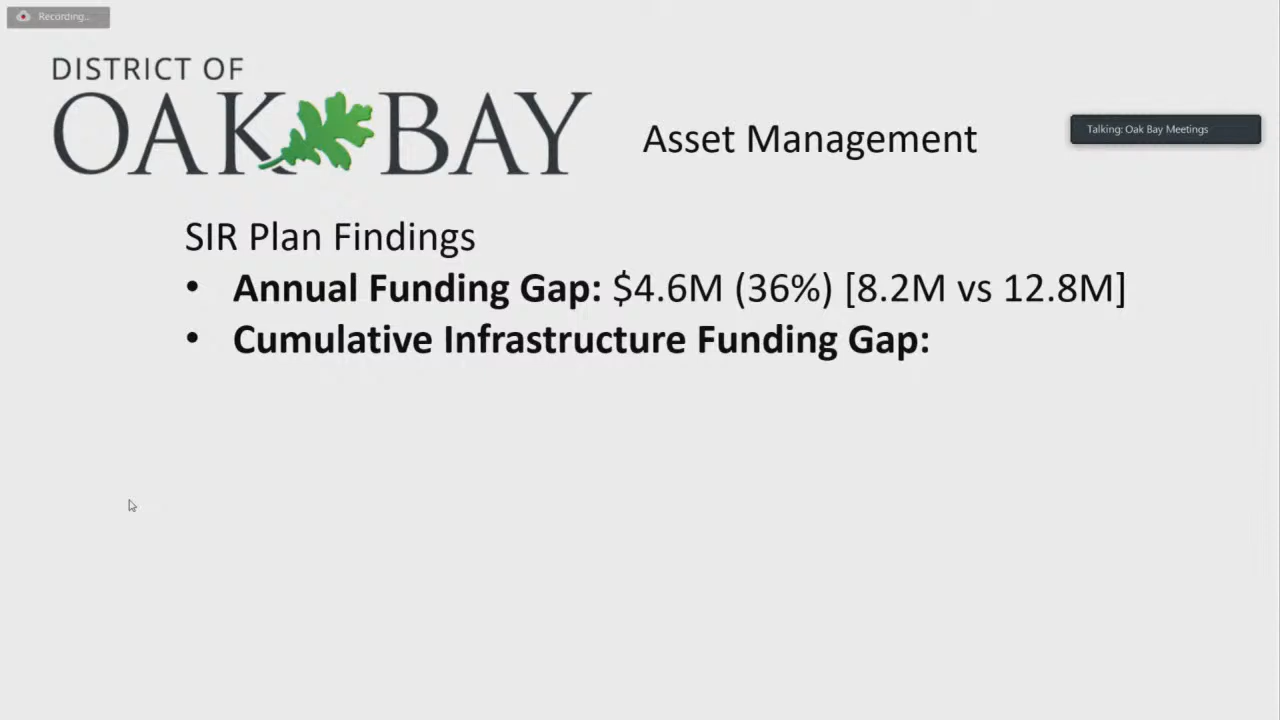 Recording...
DISTRICT OF
OAK BAY
Asset Management
Talking: Oak Bay Meetings
SIR Plan Findings
• Annual Funding Gap: $4.6M (36%) [8.2M vs 12.8M]
• Cumulative Infrastructure Funding Gap: